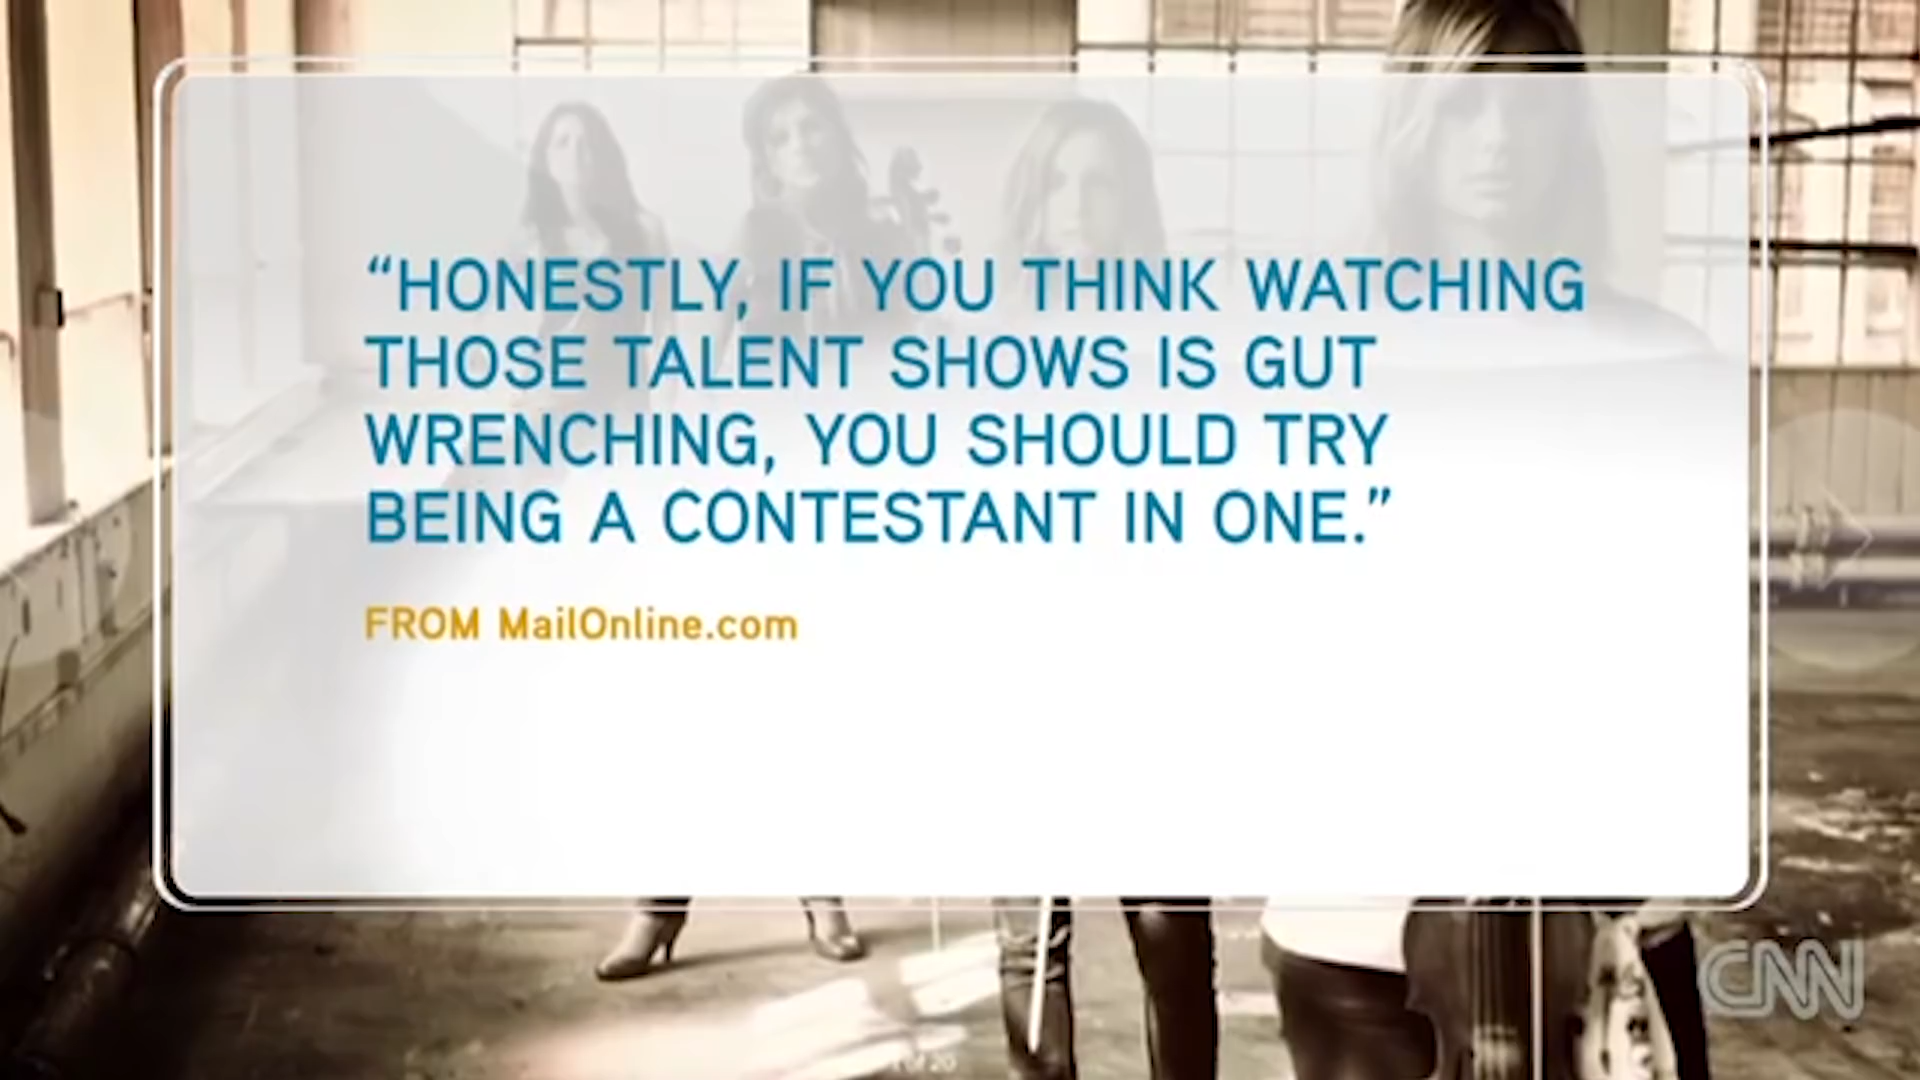 “HONESTLY, IF YOU THINK WATCHING
THOSE TALENT SHOWS IS GUT
WRENCHING, YOU SHOULD TRY
BEING A CONTESTANT IN ONE.”
FROM MailOnline.com
CNN